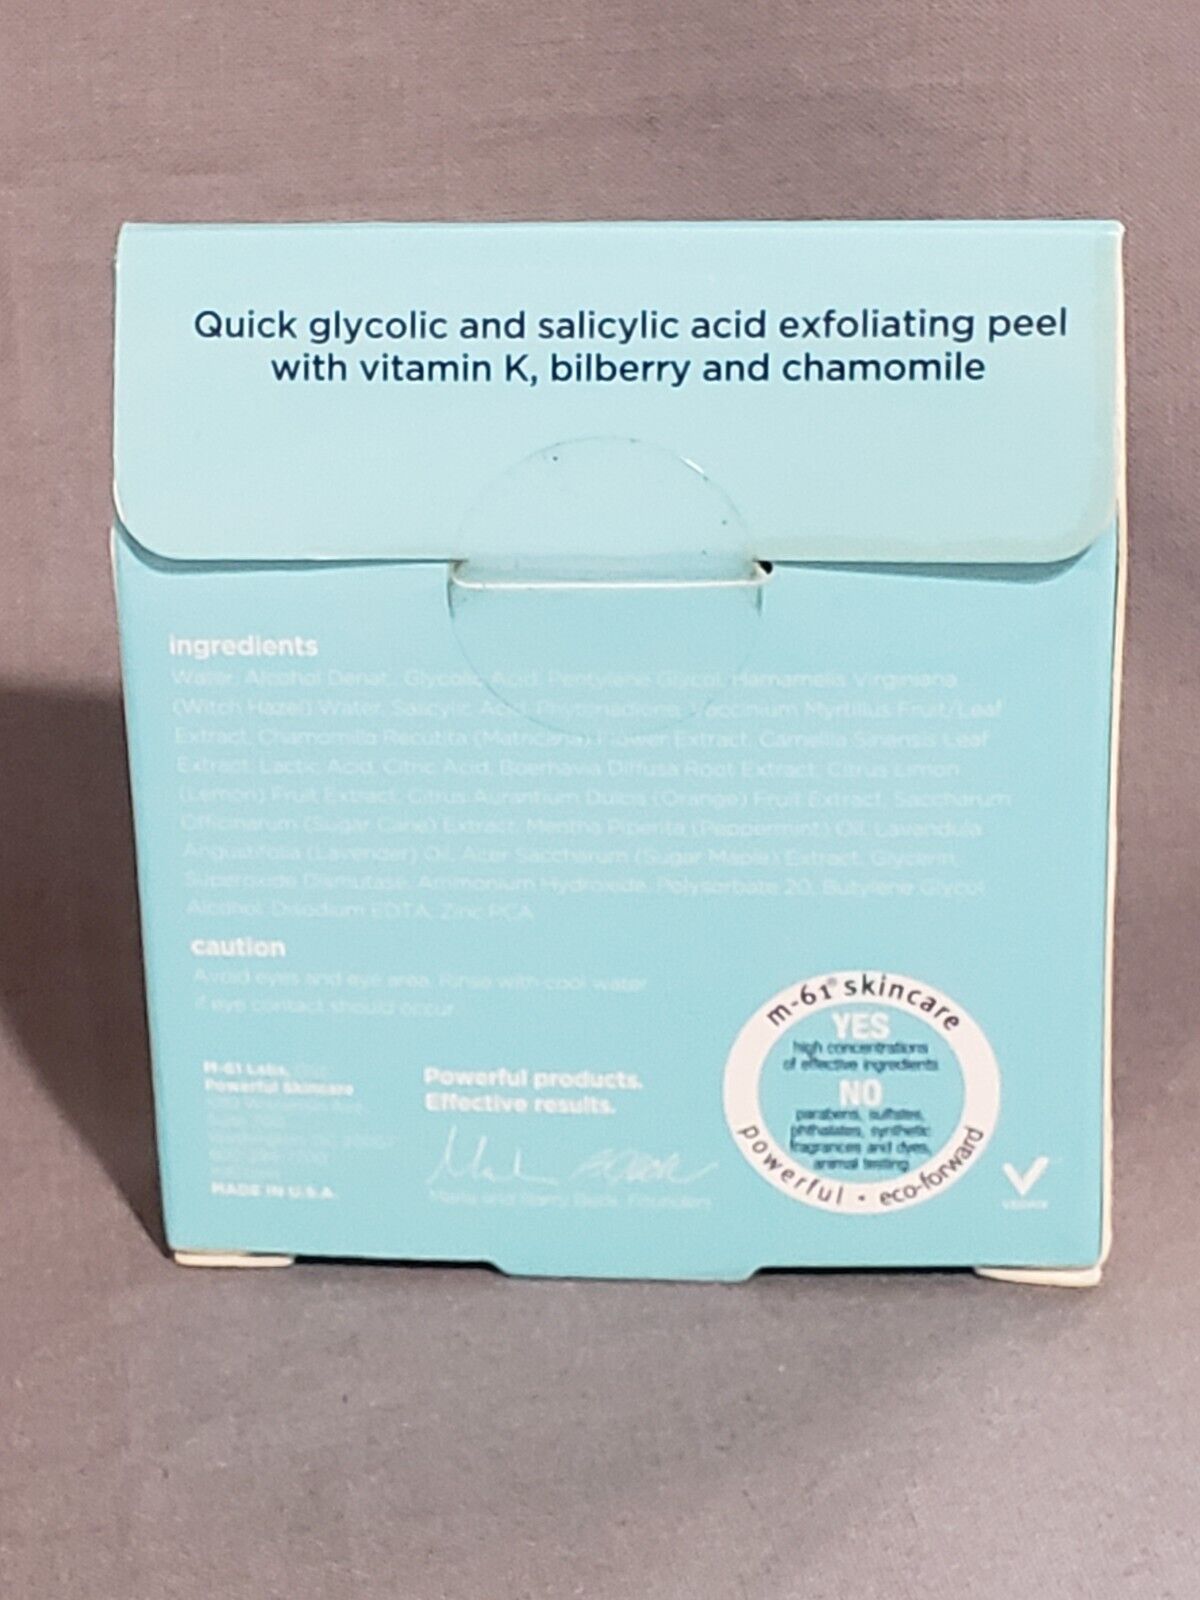 Quick glycolic and salicylic acid exfoliating peel
with vitamin K, bilberry and chamomile
ingredients
Water, Alcohol Denat., Glycolic Acid, Pentylene Glycol, Hamamelis Virginiana
(Witch Hazel) Water, Salicylic Acid, Phytonadione, Vaccinium Myrtillus Fruit/Leaf
Extract, Chamomilla Recutita (Matricaria) Flower Extract, Camellia Sinensis Leaf
Extract, Lactic Acid, Citric Acid, Boerhavia Diffusa Root Extract, Citrus Limon
(Lemon) Fruit Extract, Citrus Aurantium Dulcis (Orange) Fruit Extract, Saccharum
Officinarum (Sugar Cane) Extract, Mentha Piperita (Peppermint) Oil, Lavandula
Angustifolia (Lavender) Oil, Acer Saccharum (Sugar Maple) Extract, Glycerin,
Superoxide Dismutase, Ammonium Hydroxide, Polysorbate 20, Butylene Glycol
Alcohol, Disodium EDTA, Zinc PCA
caution
Avoid eyes and eye area. Rinse with cool water
if eye contact should occur.
M-61 Labs,
Powerful Skincare
MADE IN U.S.A.
Powerful products.
Effective results.
Marla and Barry Beck, Founders
m-61® skincare
YES
high concentrations
of effective ingredients
NO
parabens, sulfates,
phthalates, synthetic
fragrances and dyes,
animal testing
powerful • eco-forward
VEGAN